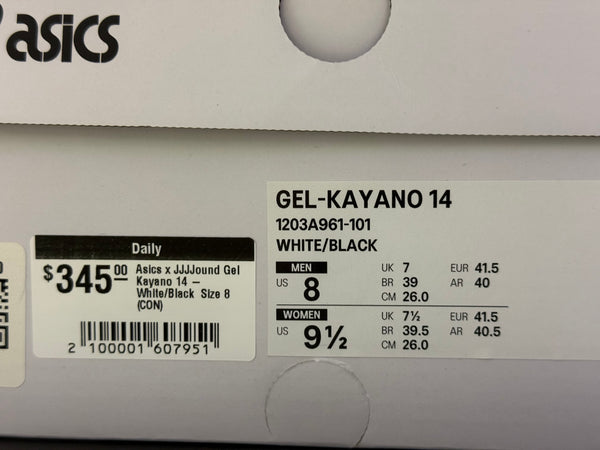 asics
GEL-KAYANO 14
1203A961-101
WHITE/BLACK
MEN
US 8
UK 7 EUR 41.5
BR 39 AR 40
CM 26.0
WOMEN
US 9½
UK 7½ EUR 41.5
BR 39.5 AR 40.5
CM 26.0
Daily
$345.00
Asics x JJJJound Gel
Kayano 14 –
White/Black Size 8
(CON)
2 100001 607951